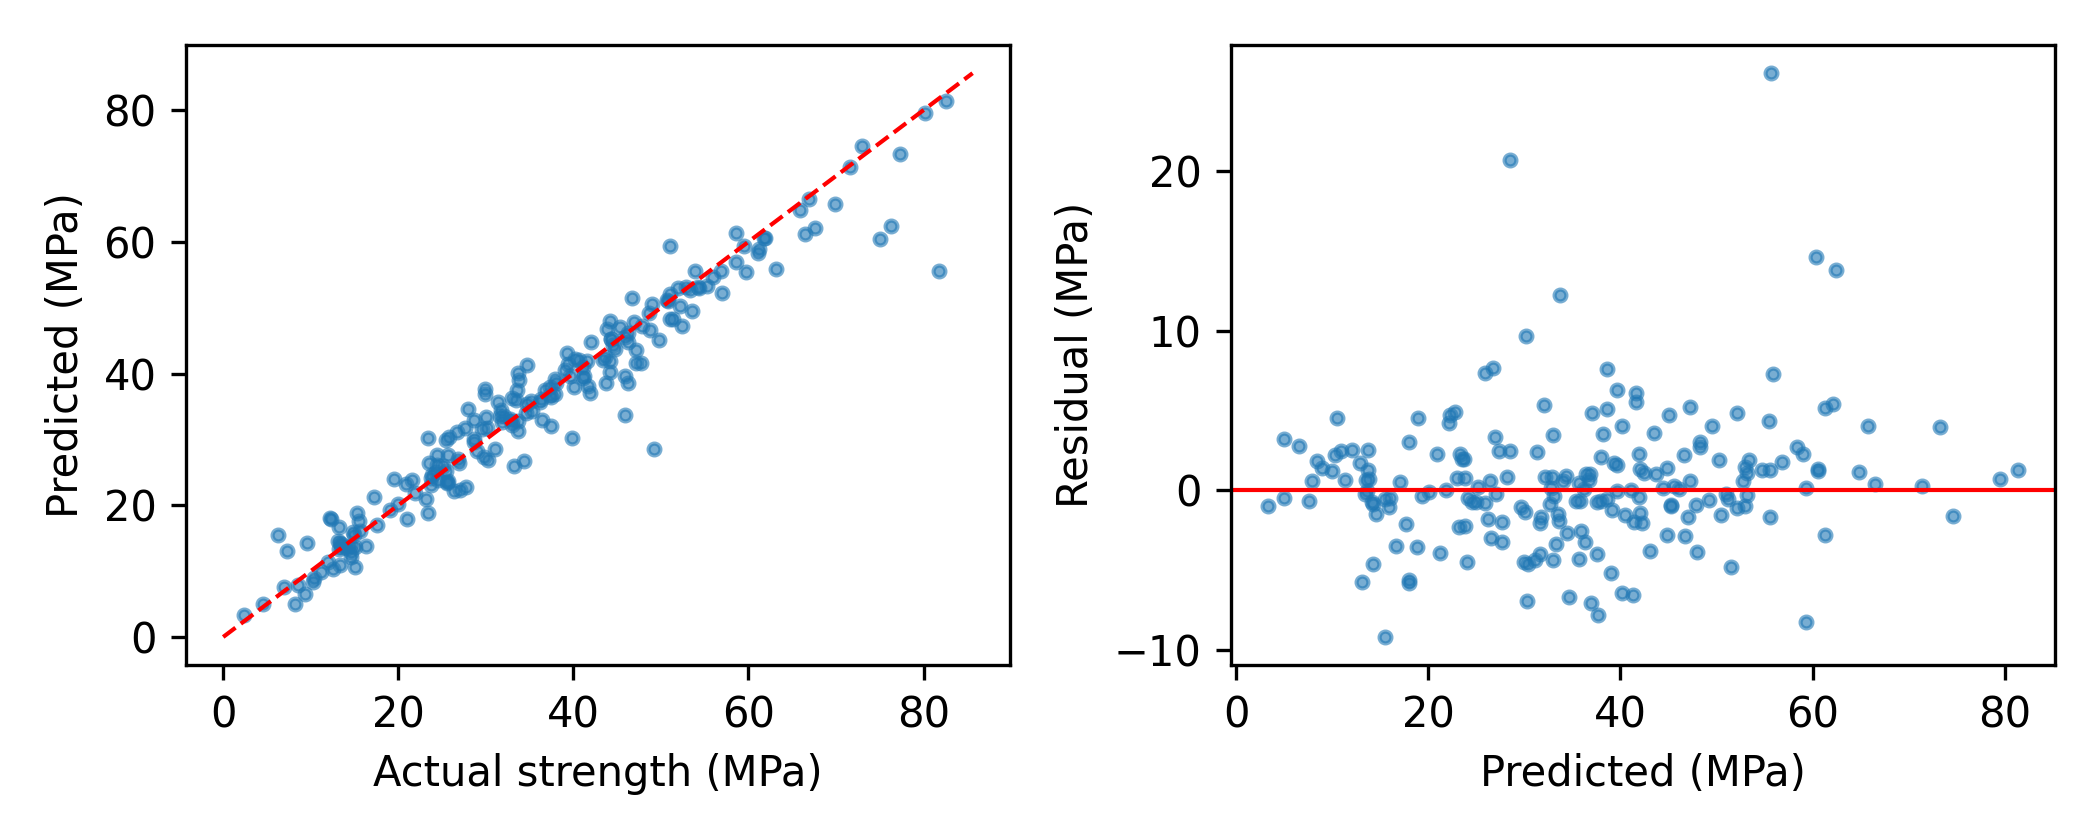 80
60
40
20
0
0 20 40 60 80
Predicted (MPa)
Actual strength (MPa)
20
10
0
−10
0 20 40 60 80
Residual (MPa)
Predicted (MPa)